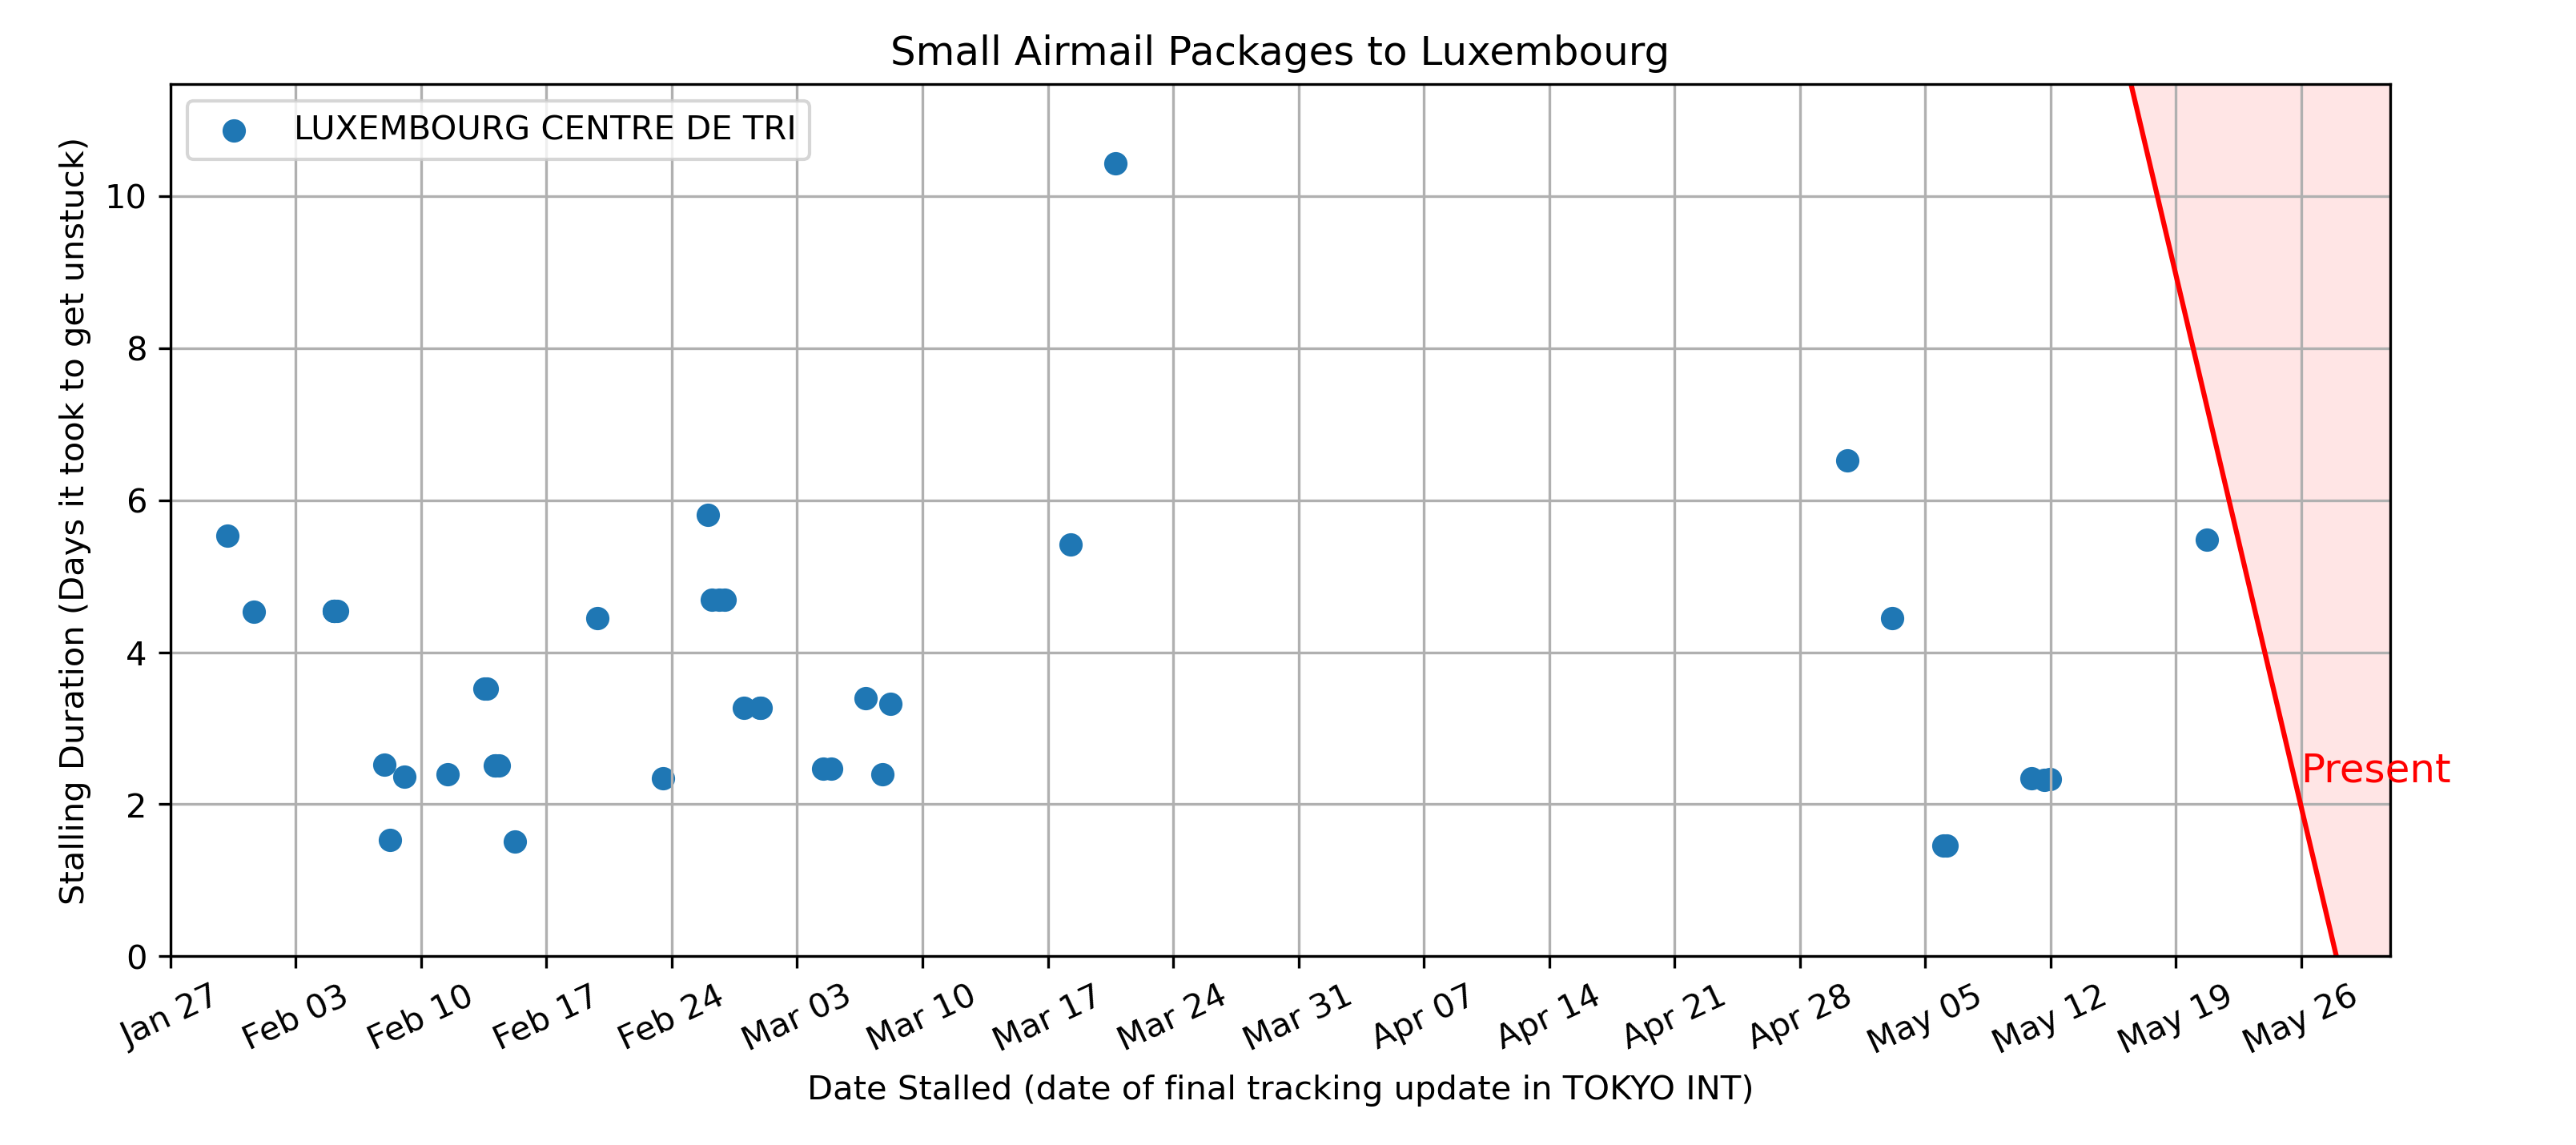 Small Airmail Packages to Luxembourg
LUXEMBOURG CENTRE DE TRI
Stalling Duration (Days it took to get unstuck)
10
8
6
4
2
0
Present
Jan 27
Feb 03
Feb 10
Feb 17
Feb 24
Mar 03
Mar 10
Mar 17
Mar 24
Mar 31
Apr 07
Apr 14
Apr 21
Apr 28
May 05
May 12
May 19
May 26
Date Stalled (date of final tracking update in TOKYO INT)